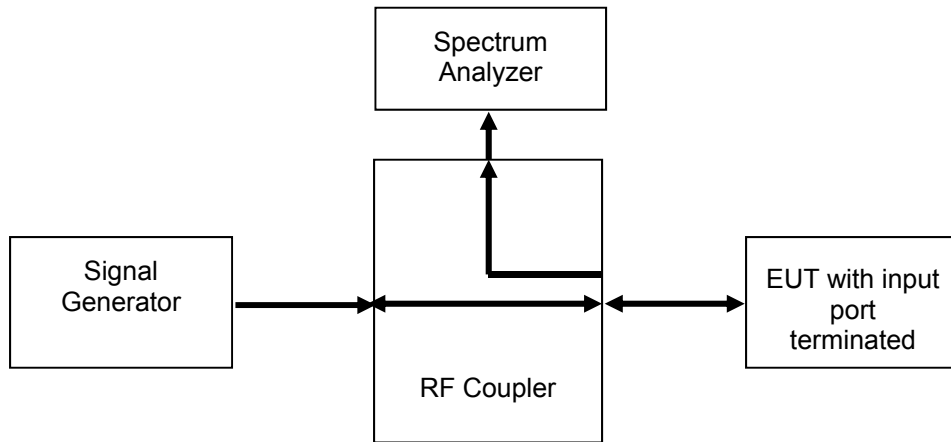 Spectrum
Analyzer
Signal
Generator
EUT with input
port
terminated
RF Coupler